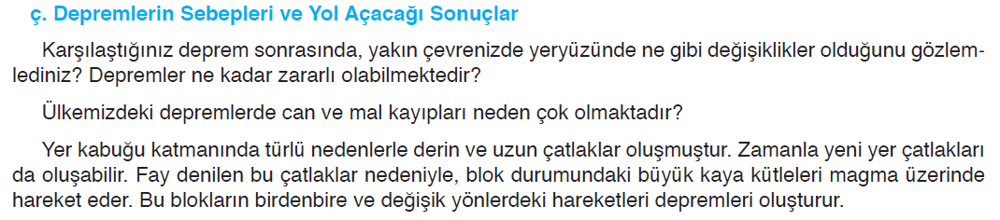 ç. Depremlerin Sebepleri ve Yol Açacağı Sonuçlar
Karşılaştığınız deprem sonrasında, yakın çevrenizde yeryüzünde ne gibi değişiklikler olduğunu gözlem-
lediniz? Depremler ne kadar zararlı olabilmektedir?
Ülkemizdeki depremlerde can ve mal kayıpları neden çok olmaktadır?
Yer kabuğu katmanında türlü nedenlerle derin ve uzun çatlaklar oluşmuştur. Zamanla yeni yer çatlakları
da oluşabilir. Fay denilen bu çatlaklar nedeniyle, blok durumundaki büyük kaya kütleleri magma üzerinde
hareket eder. Bu blokların birdenbire ve değişik yönlerdeki hareketleri depremleri oluşturur.